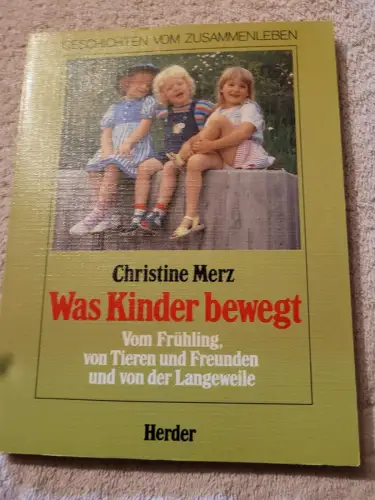 GESCHICHTEN VOM ZUSAMMENLEBEN
Christine Merz
Was Kinder bewegt
Vom Frühling,
von Tieren und Freunden
und von der Langeweile
Herder